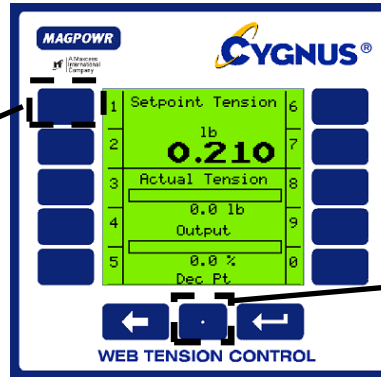 MAGPOWR
CYGNUS®
A Maxcess
International
Company
1 Setpoint Tension 6
lb
2 0.210 7
3 Actual Tension 8
0.0 lb
4 Output 9
5 0.0 % 0
Dec Pt
.
WEB TENSION CONTROL